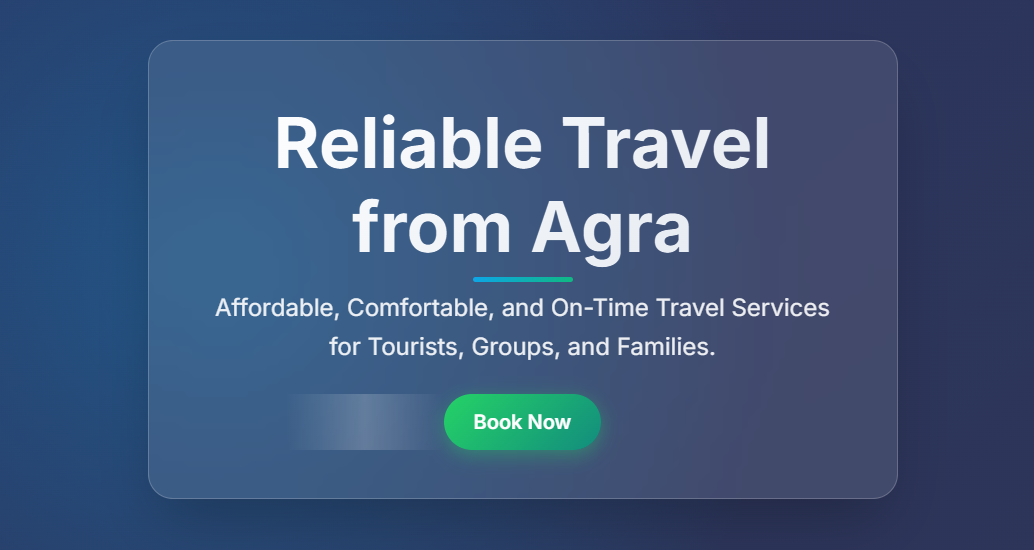 Reliable Travel
from Agra
Affordable, Comfortable, and On-Time Travel Services
for Tourists, Groups, and Families.
Book Now